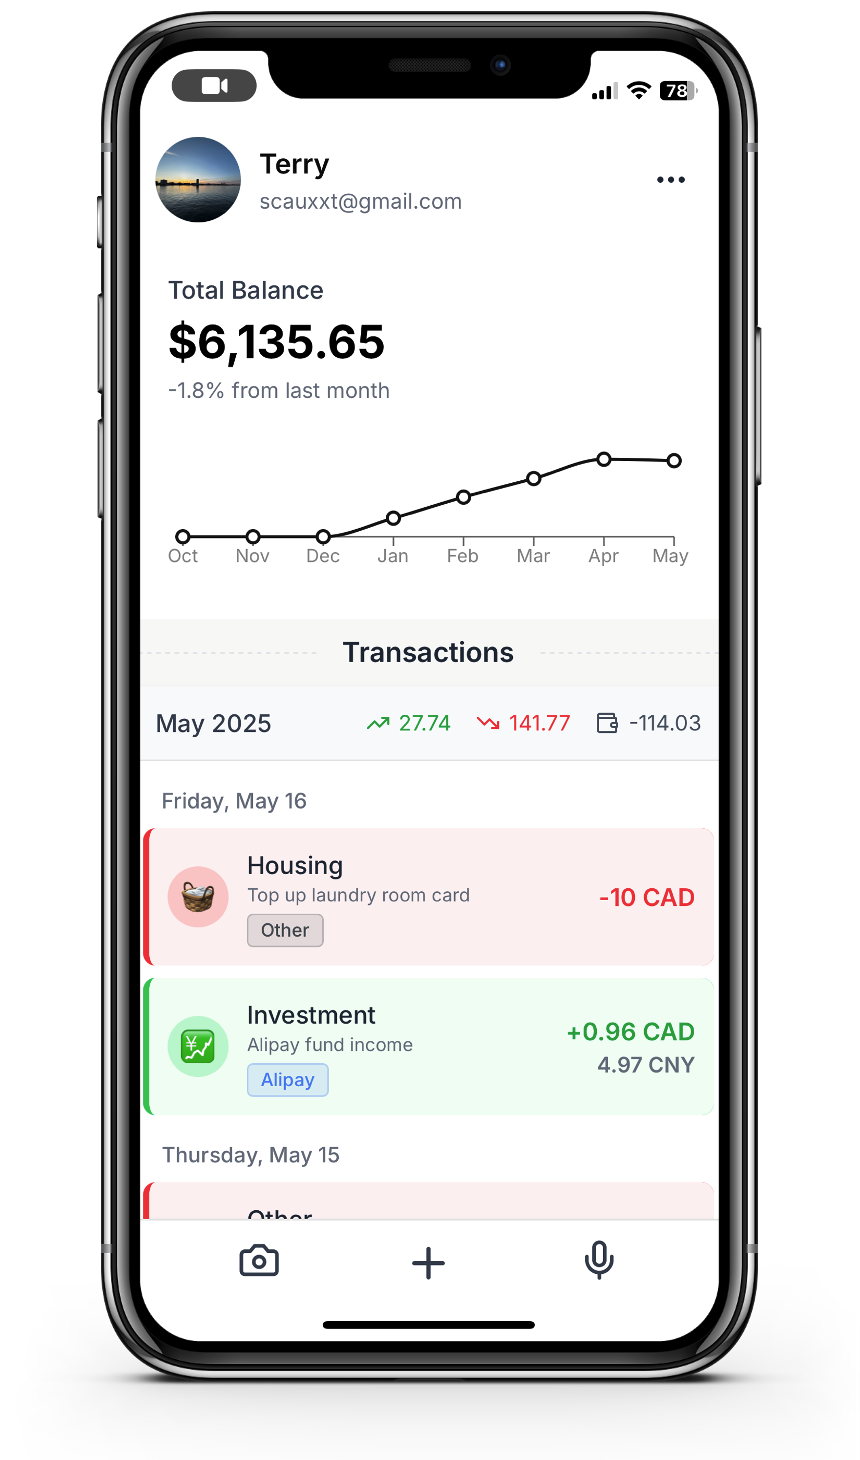 78
Terry
scauxxt@gmail.com
Total Balance
$6,135.65
-1.8% from last month
Oct Nov Dec Jan Feb Mar Apr May
Transactions
May 2025 27.74 141.77 -114.03
Friday, May 16
Housing
Top up laundry room card
-10 CAD
Other
Investment
+0.96 CAD
Alipay fund income
4.97 CNY
Alipay
Thursday, May 15
Other